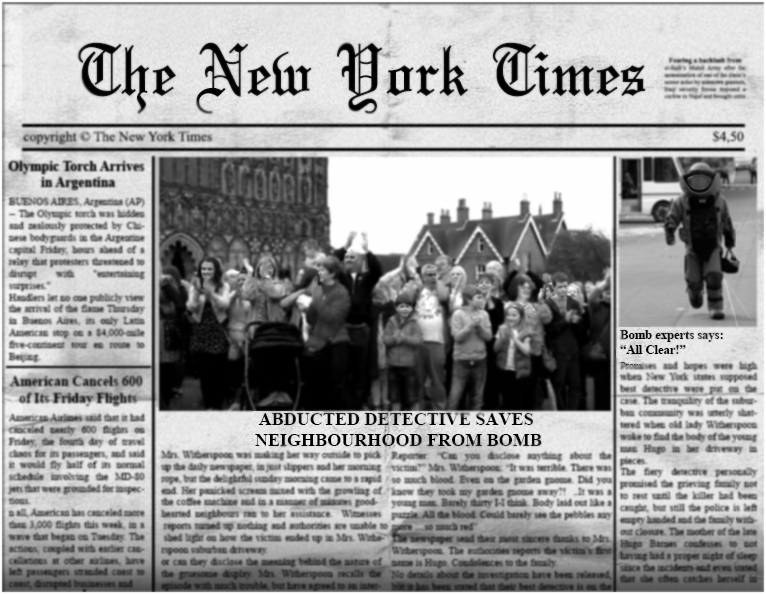 The New York Times
Fearing a backlash from
copyright © The New York Times
$4,50
Olympic Torch Arrives
in Argentina
BUENOS AIRES, Argentina (AP)
-- The Olympic torch was hidden
and zealously protected by Chi-
nese bodyguards in the Argentine
capital Friday, hours ahead of a
relay that protesters threatened to
disrupt with "entertaining
surprises."
Handlers let no one publicly view
the arrival of the flame Thursday
in Buenos Aires, its only Latin
American stop on a 84,000-mile
five-continent tour en route to
Beijing.
American Cancels 600
of Its Friday Flights
American Airlines said that it had
canceled nearly 600 flights on
Friday, the fourth day of travel
chaos for its passengers, and said
it would fly half of its normal
schedule involving the MD-80
jets that were grounded for inspec-
tions.
n all, American has canceled more
than 3,000 flights this week, in a
wave that began on Tuesday. The
actions, coupled with earlier can-
cellations at other airlines, have
left passengers stranded coast to
coast, disrupted businesses and
ABDUCTED DETECTIVE SAVES
NEIGHBOURHOOD FROM BOMB
Mrs. Witherspoon was making her way outside to pick
up the daily newspaper, in just slippers and her morning
robe, but the delightful sunday morning came to a rapid
end. Her panicked scream mixed with the growling of
the coffee machine and in a manner of minutes good-
hearted neighbours ran to her assistance. Witnesses
reports turned up nothing and authorities are unable to
shed light on how the victim ended up in Mrs. Withe-
rspoon suburban driveway.
or can they disclose the meaning behind the nature of
the gruesome display. Mrs. Witherspoon recalls the
episode with much trouble, but have agreed to an inter-
Reporter: "Can you disclose anything about the
victim?" Mrs. Witherspoon: "It was terrible. There was
so much blood. Even on the garden gnome. Did you
know they took my garden gnome away?! ..It was a
young man. Barely thirty I-I think. Body laid out like a
puzzle. All the blood. Could barely see the pebbles any
more ....so much red"
The newspaper send their most sincere thanks to Mrs.
Witherspoon. The authorities reports the victim's first
name is Hugo. Condolences to the family.
No details about the investigation have been released,
but it has been stated that their best detective is on the
Bomb experts says:
"All Clear!"
Promises and hopes were high
when New York states supposed
best detective were put on the
case. The tranquility of the subur-
ban community was utterly shat-
tered when old lady Witherspoon
woke to find the body of the young
man Hugo in her driveway in
pieces.
The fiery detective personally
promised the grieving family not
to rest until the killer had been
caught, but still the police is left
empty handed and the family with-
out closure. The mother of the late
Hugo Barnes confesses to not
having had a proper night of sleep
since the incidents and even stated
that she often catches herself in